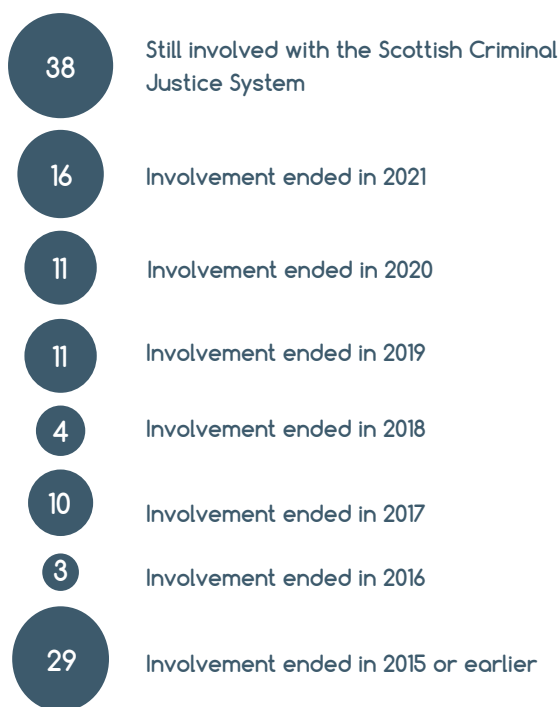 38
Still involved with the Scottish Criminal
Justice System
16
Involvement ended in 2021
11
Involvement ended in 2020
11
Involvement ended in 2019
4
Involvement ended in 2018
10
Involvement ended in 2017
3
Involvement ended in 2016
29
Involvement ended in 2015 or earlier